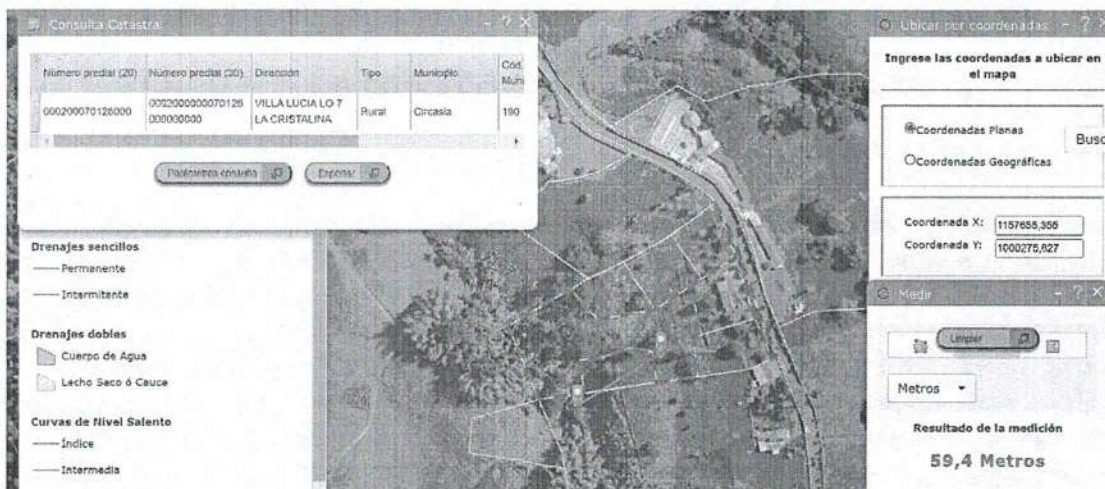 Consulta Catastral
Número predial (20) Número predial (30) Dirección Tipo Municipio Cód. Muni
000200070126000 0002000000070126 000000000 VILLA LUCIA LO 7 LA CRISTALINA Rural Circasia 190
Parámetros consulta Exportar
Drenajes sencillos
Permanente
Intermitente
Drenajes dobles
Cuerpo de Agua
Lecho Seco ó Cauce
Curvas de Nivel Salento
Índice
Intermedia
Ubicar por coordenadas
Ingrese las coordenadas a ubicar en
el mapa
Coordenadas Planas
Busc
Coordenadas Geográficas
Coordenada X: 1157655,355
Coordenada Y: 1000275,827
Medir
Limpiar
Metros
Resultado de la medición
59,4 Metros